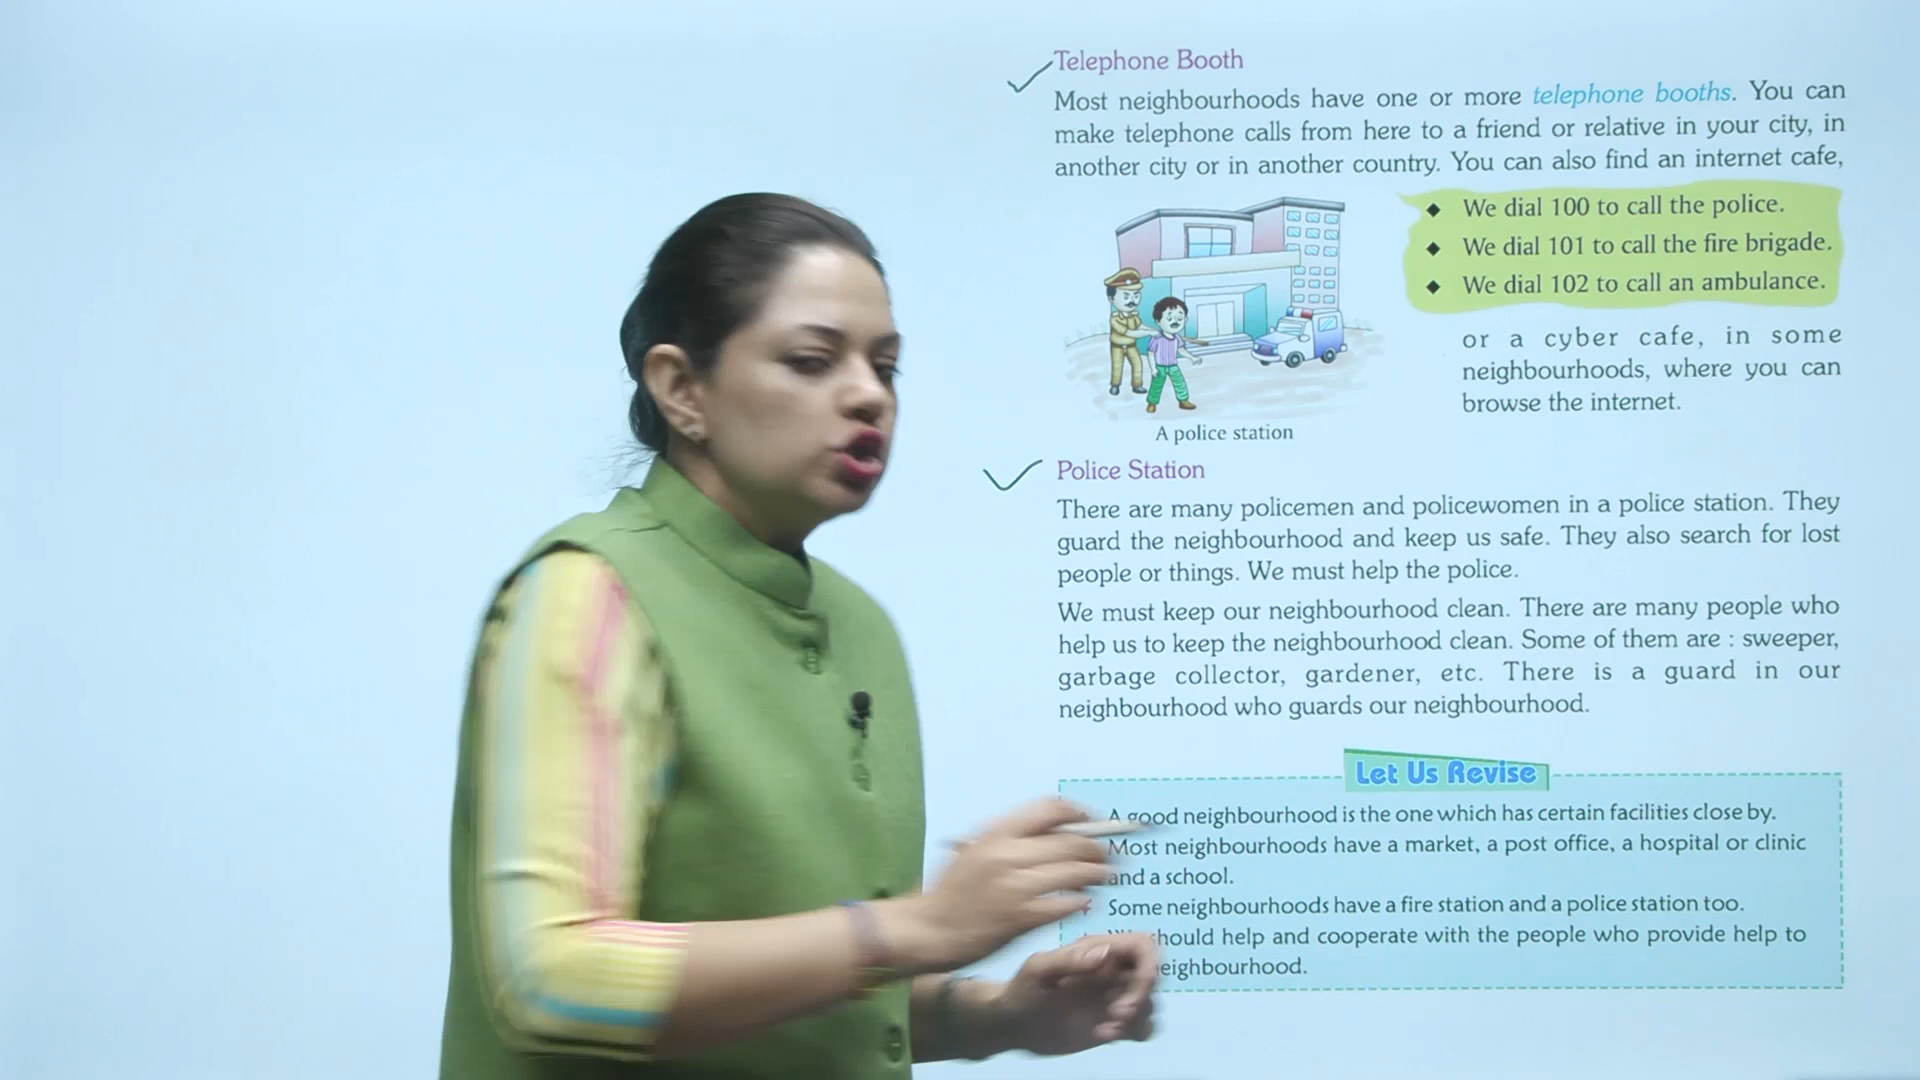 Telephone Booth
Most neighbourhoods have one or more telephone booths. You can
make telephone calls from here to a friend or relative in your city, in
another city or in another country. You can also find an internet cafe,
◆ We dial 100 to call the police.
◆ We dial 101 to call the fire brigade.
◆ We dial 102 to call an ambulance.
or a cyber cafe, in some
neighbourhoods, where you can
browse the internet.
A police station
Police Station
There are many policemen and policewomen in a police station. They
guard the neighbourhood and keep us safe. They also search for lost
people or things. We must help the police.
We must keep our neighbourhood clean. There are many people who
help us to keep the neighbourhood clean. Some of them are : sweeper,
garbage collector, gardener, etc. There is a guard in our
neighbourhood who guards our neighbourhood.
Let Us Revise
A good neighbourhood is the one which has certain facilities close by.
Most neighbourhoods have a market, a post office, a hospital or clinic
and a school.
Some neighbourhoods have a fire station and a police station too.
should help and cooperate with the people who provide help to
neighbourhood.